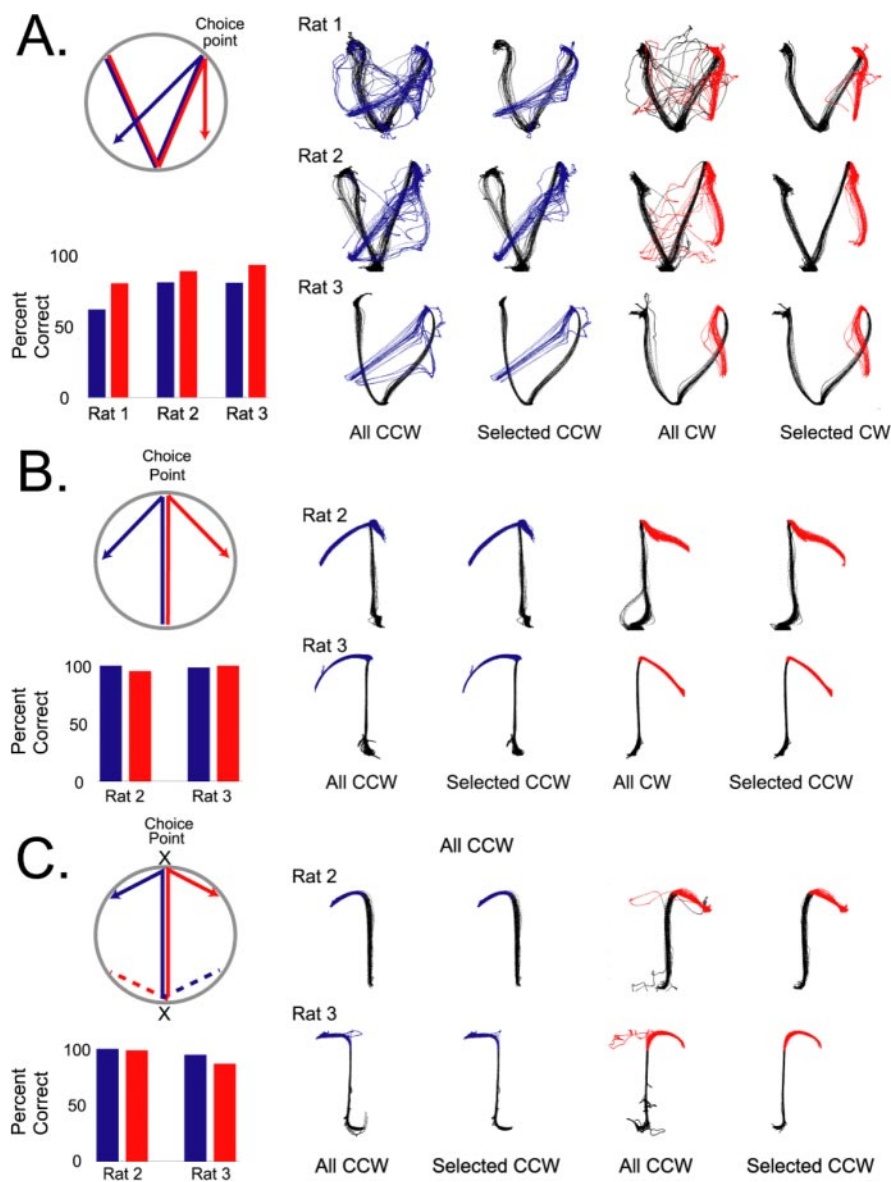 A.
Choice
point
Rat 1
Rat 2
Rat 3
Percent
Correct
100
50
0
Rat 1 Rat 2 Rat 3
All CCW Selected CCW All CW Selected CW
B.
Choice
Point
Rat 2
Rat 3
Percent
Correct
100
50
0
Rat 2 Rat 3
All CCW Selected CCW All CW Selected CCW
C.
Choice
Point
X
X
All CCW
Rat 2
Rat 3
Percent
Correct
100
50
0
Rat 2 Rat 3
All CCW Selected CCW All CCW Selected CCW